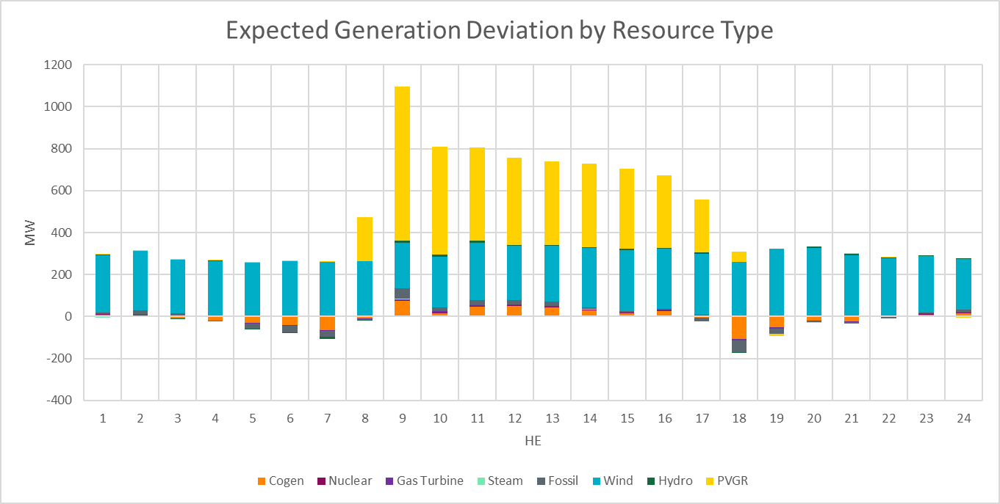 Expected Generation Deviation by Resource Type
1200
1000
800
600
400
200
0
-200
-400
MW
1 2 3 4 5 6 7 8 9 10 11 12 13 14 15 16 17 18 19 20 21 22 23 24
HE
Cogen Nuclear Gas Turbine Steam Fossil Wind Hydro PVGR